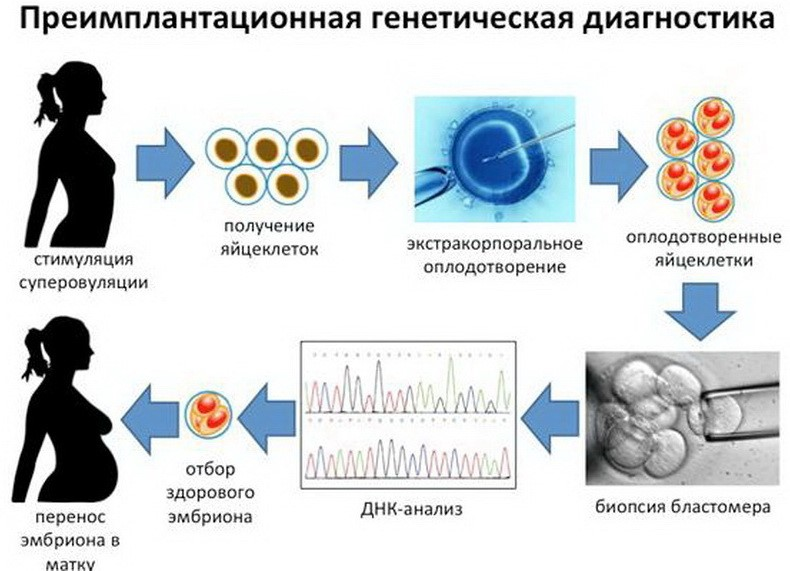 Преимплантационная генетическая диагностика
стимуляция
суперовуляции
получение
яйцеклеток
экстракорпоральное
оплодотворение
оплодотворенные
яйцеклетки
биопсия бластомера
ДНК-анализ
отбор
здорового
эмбриона
перенос
эмбриона в
матку